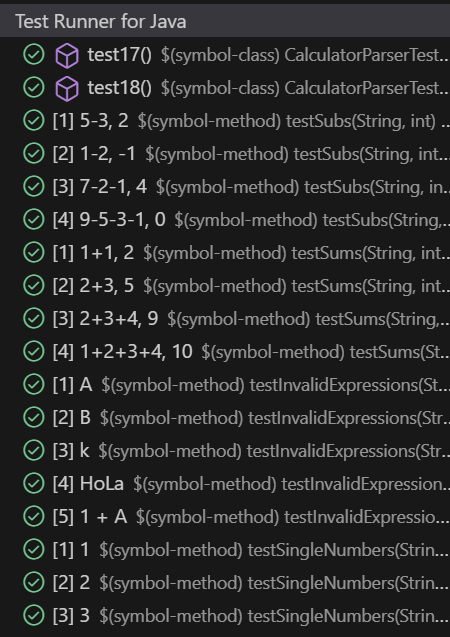 Test Runner for Java
test17() $(symbol-class) CalculatorParserTest...
test18() $(symbol-class) CalculatorParserTest...
[1] 5-3, 2 $(symbol-method) testSubs(String, int) ...
[2] 1-2, -1 $(symbol-method) testSubs(String, int...
[3] 7-2-1, 4 $(symbol-method) testSubs(String, in...
[4] 9-5-3-1, 0 $(symbol-method) testSubs(String,...
[1] 1+1, 2 $(symbol-method) testSums(String, int...
[2] 2+3, 5 $(symbol-method) testSums(String, int...
[3] 2+3+4, 9 $(symbol-method) testSums(String,...
[4] 1+2+3+4, 10 $(symbol-method) testSums(St...
[1] A $(symbol-method) testInvalidExpressions(St...
[2] B $(symbol-method) testInvalidExpressions(Str...
[3] k $(symbol-method) testInvalidExpressions(Str...
[4] HoLa $(symbol-method) testInvalidExpression...
[5] 1 + A $(symbol-method) testInvalidExpressio...
[1] 1 $(symbol-method) testSingleNumbers(Strin...
[2] 2 $(symbol-method) testSingleNumbers(Strin...
[3] 3 $(symbol-method) testSingleNumbers(Strin...